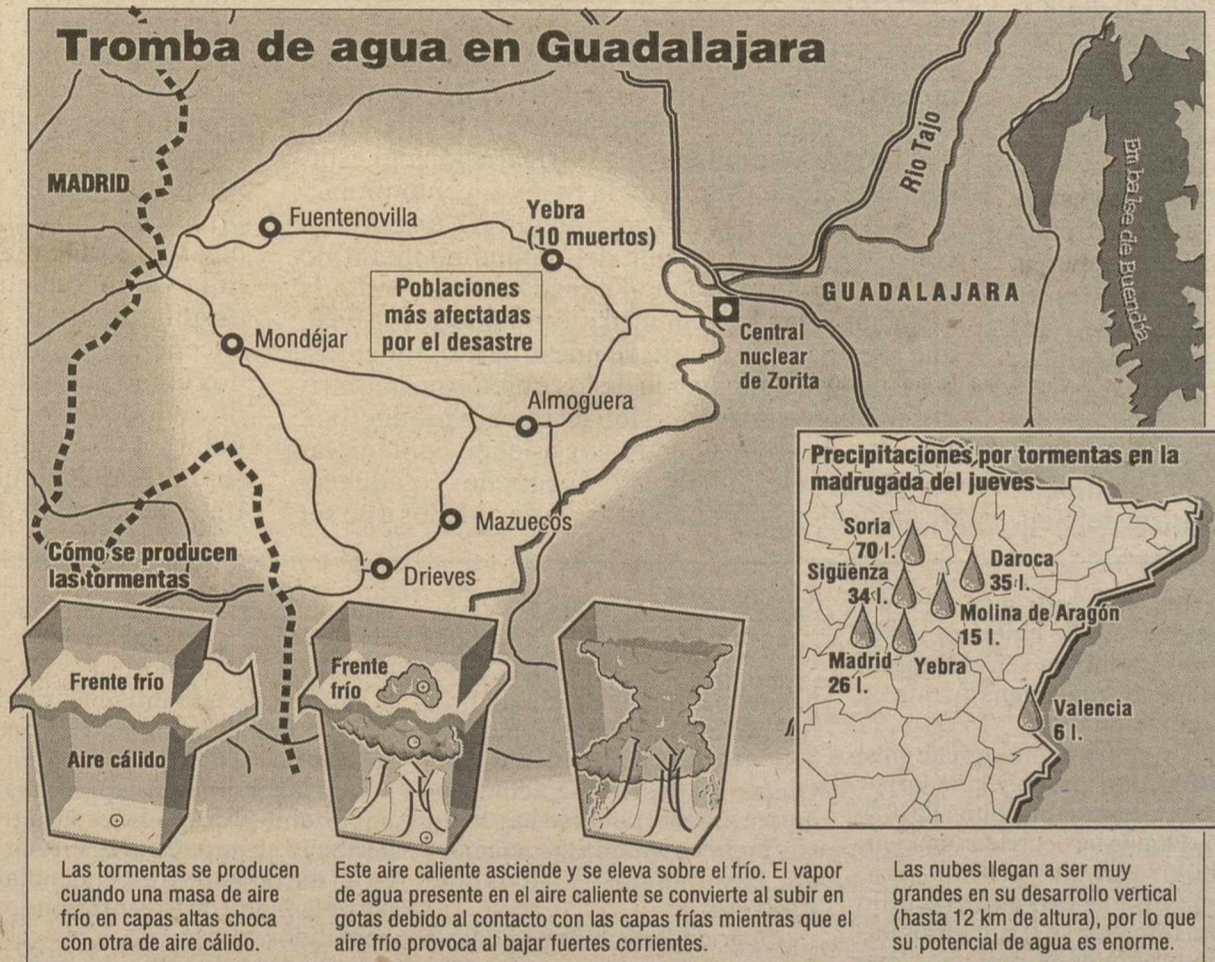 Tromba de agua en Guadalajara
MADRID
Fuentenovilla
Yebra
(10 muertos)
Río Tajo
Embalse de Buendía
Poblaciones
más afectadas
por el desastre
GUADALAJARA
Mondéjar
Central
nuclear
de Zorita
Almoguera
Mazuecos
Drieves
Precipitaciones por tormentas en la
madrugada del jueves
Soria
70 l.
Daroca
35 l.
Sigüenza
34 l.
Molina de Aragón
15 l.
Madrid
26 l.
Yebra
Valencia
6 l.
Cómo se producen
las tormentas
Frente frío
Aire cálido
Frente
frío
Las tormentas se producen
cuando una masa de aire
frío en capas altas choca
con otra de aire cálido.
Este aire caliente asciende y se eleva sobre el frío. El vapor
de agua presente en el aire caliente se convierte al subir en
gotas debido al contacto con las capas frías mientras que el
aire frío provoca al bajar fuertes corrientes.
Las nubes llegan a ser muy
grandes en su desarrollo vertical
(hasta 12 km de altura), por lo que
su potencial de agua es enorme.